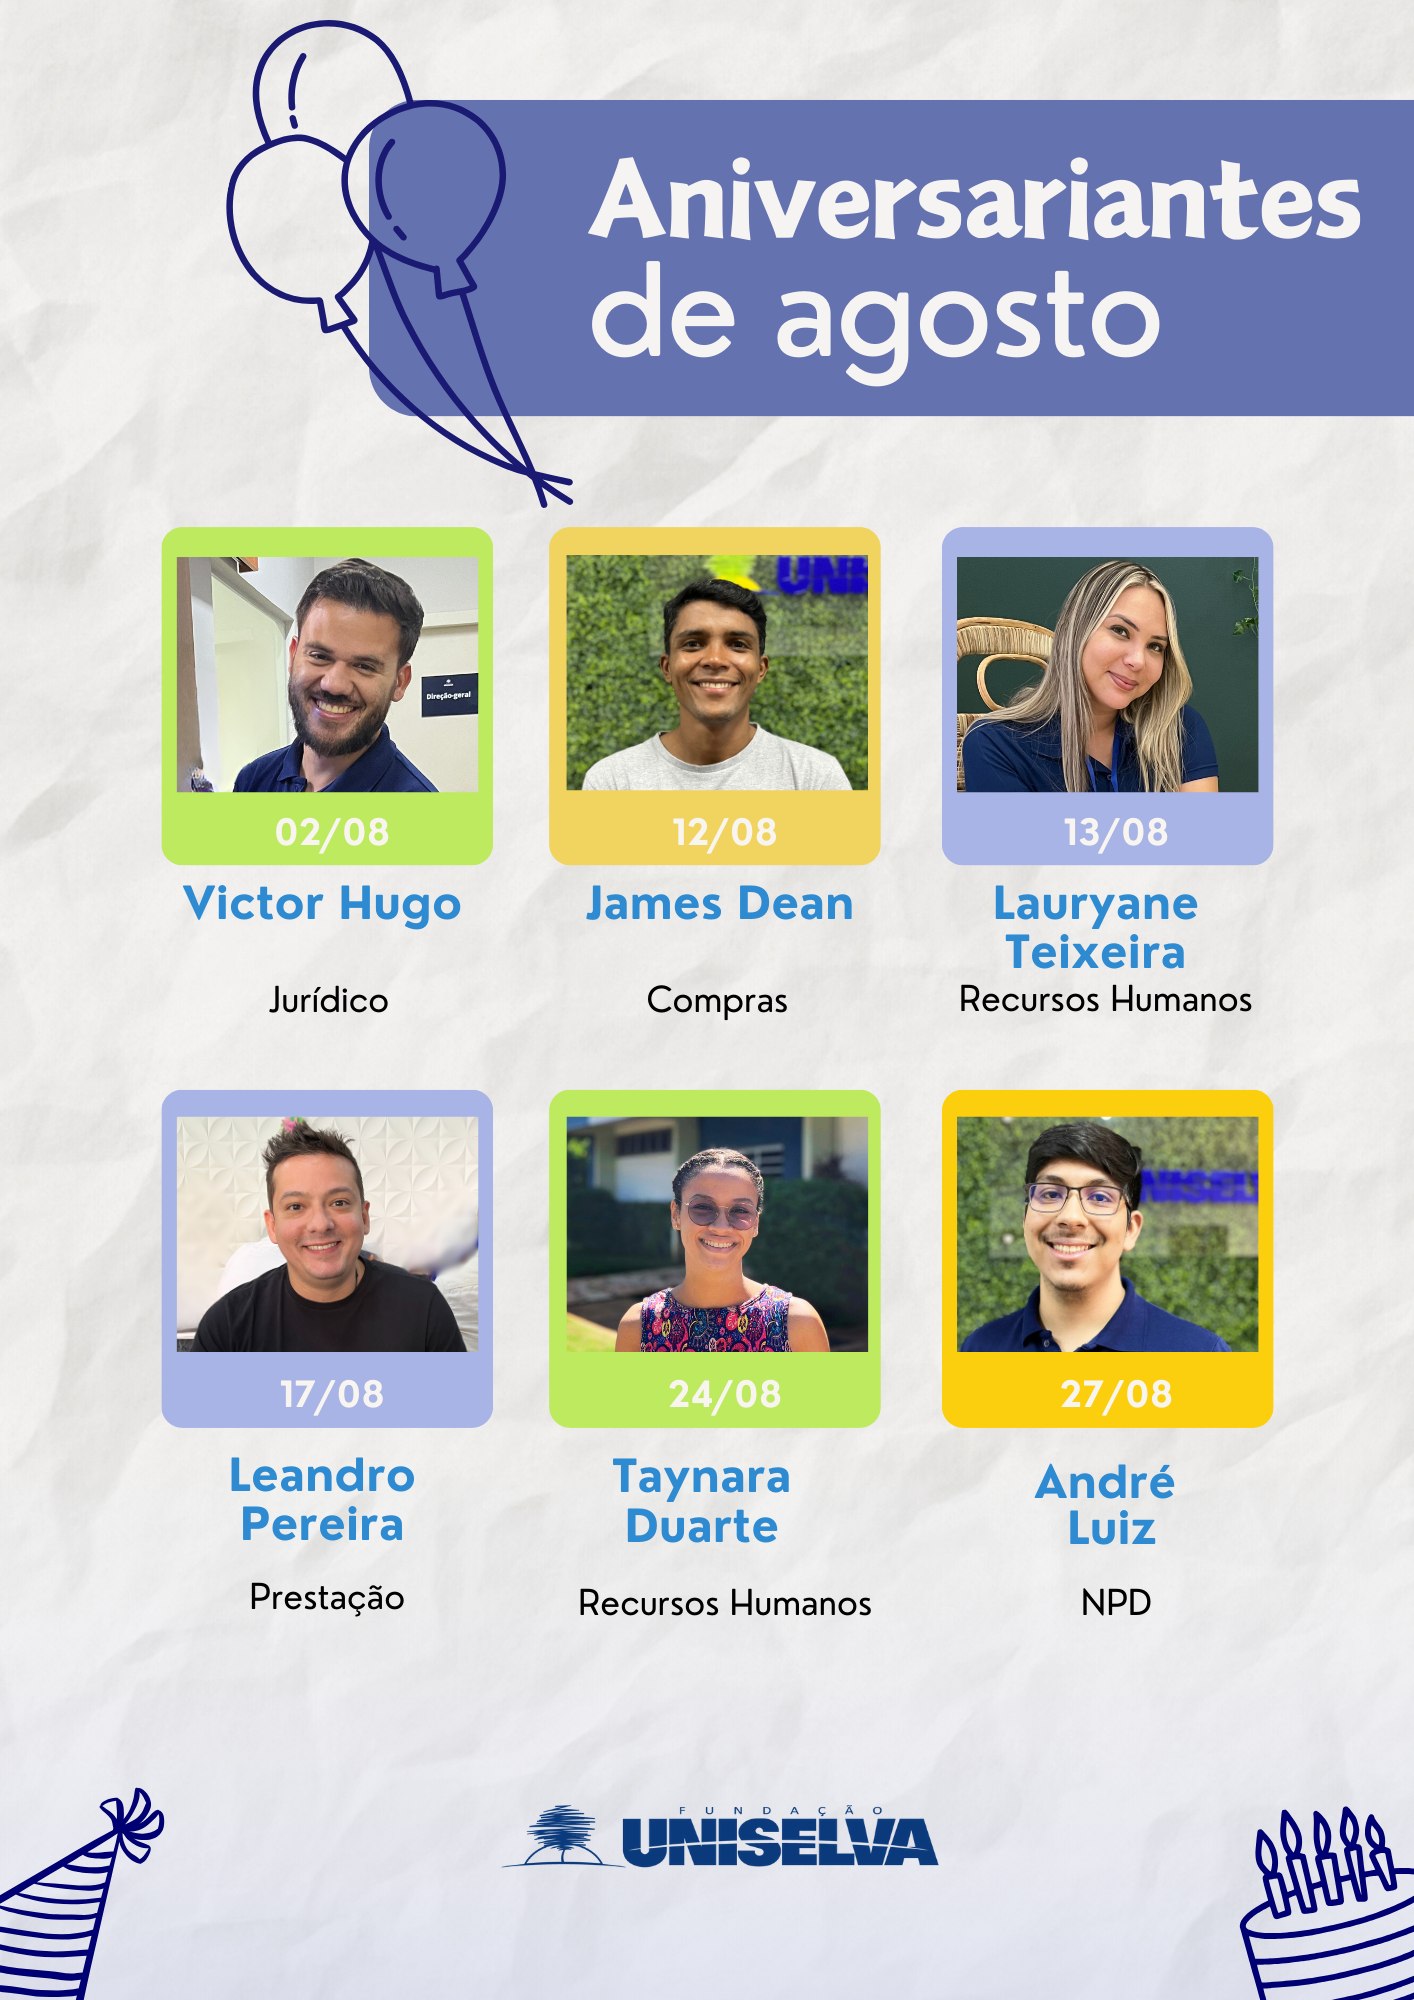 Aniversariantes
de agosto
UNI
Direção-geral
02/08
12/08
13/08
Victor Hugo
James Dean
Lauryane
Teixeira
Jurídico
Compras
Recursos Humanos
NISEL
17/08
24/08
27/08
Leandro
Pereira
Taynara
Duarte
André
Luiz
Prestação
Recursos Humanos
NPD
FUNDAÇÃO
UNISELVA